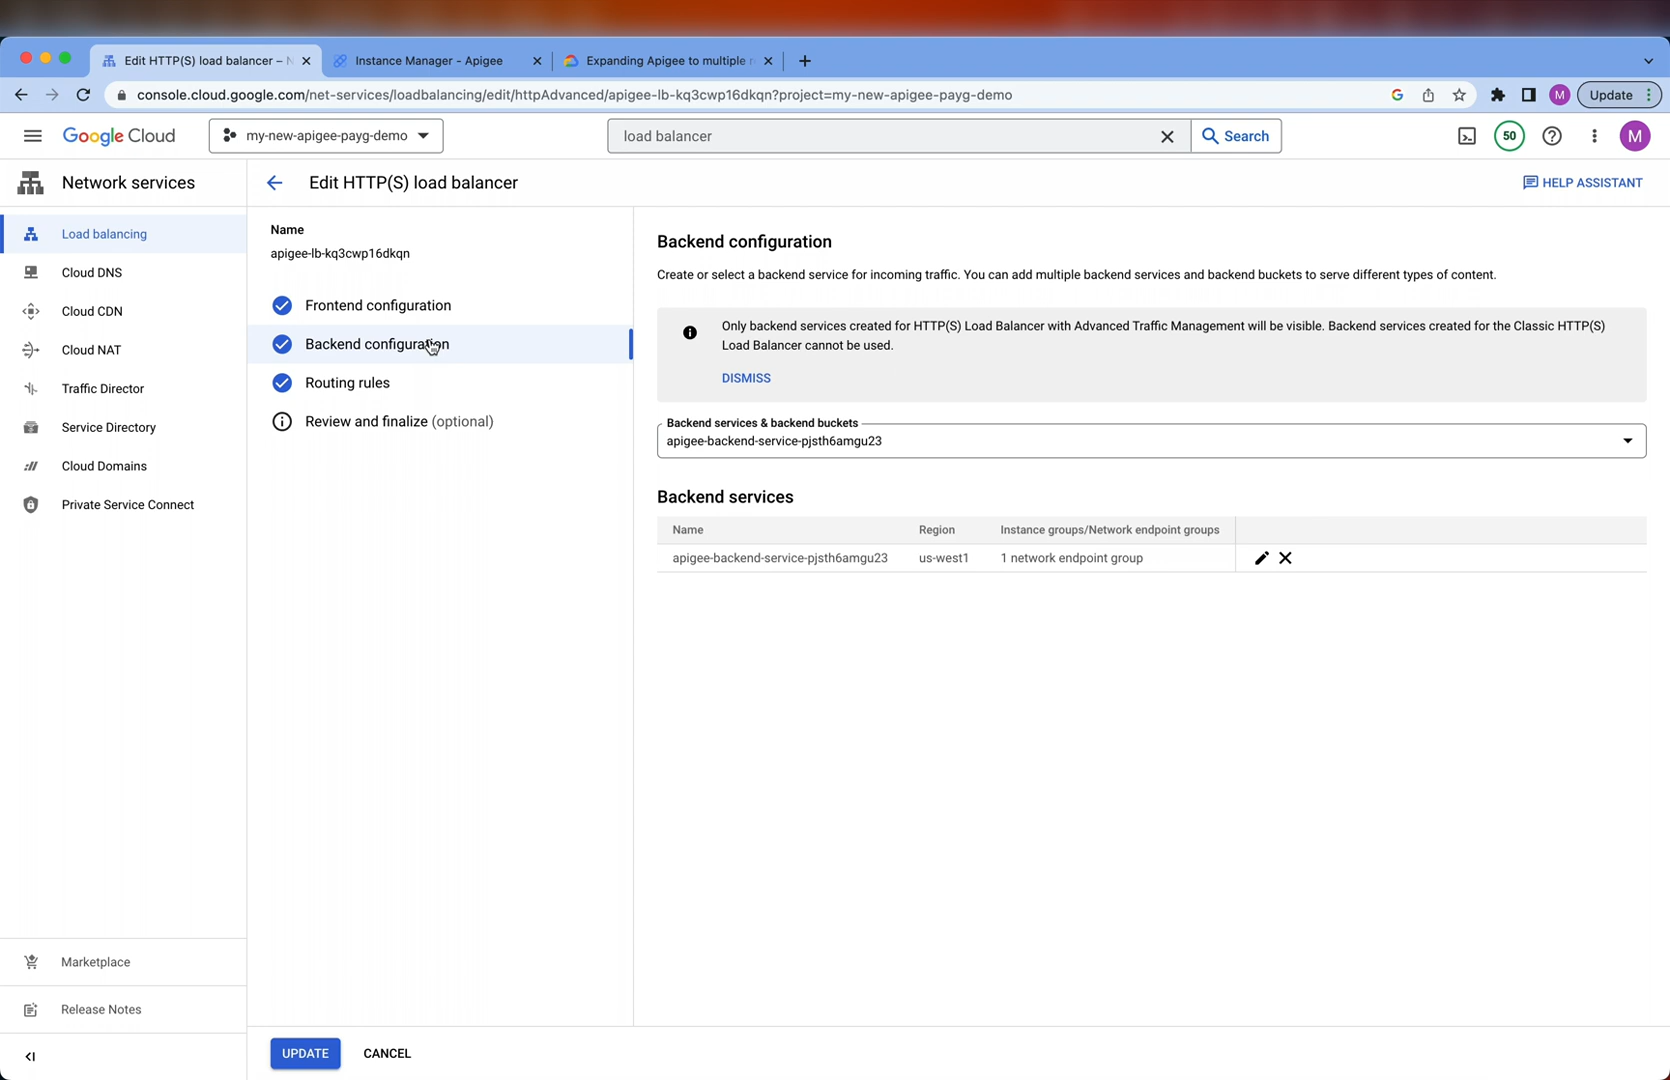 Edit HTTP(S) load balancer – N
Instance Manager - Apigee
Expanding Apigee to multiple r
console.cloud.google.com/net-services/loadbalancing/edit/httpAdvanced/apigee-lb-kq3cwp16dkqn?project=my-new-apigee-payg-demo
M
Update
Google Cloud
my-new-apigee-payg-demo
load balancer
Search
50
M
Network services
Edit HTTP(S) load balancer
HELP ASSISTANT
Load balancing
Cloud DNS
Cloud CDN
Cloud NAT
Traffic Director
Service Directory
Cloud Domains
Private Service Connect
Marketplace
Release Notes
Name
apigee-lb-kq3cwp16dkqn
Frontend configuration
Backend configuration
Routing rules
Review and finalize (optional)
Backend configuration
Create or select a backend service for incoming traffic. You can add multiple backend services and backend buckets to serve different types of content.
Only backend services created for HTTP(S) Load Balancer with Advanced Traffic Management will be visible. Backend services created for the Classic HTTP(S)
Load Balancer cannot be used.
DISMISS
Backend services & backend buckets
apigee-backend-service-pjsth6amgu23
Backend services
Name Region Instance groups/Network endpoint groups
apigee-backend-service-pjsth6amgu23 us-west1 1 network endpoint group
UPDATE CANCEL